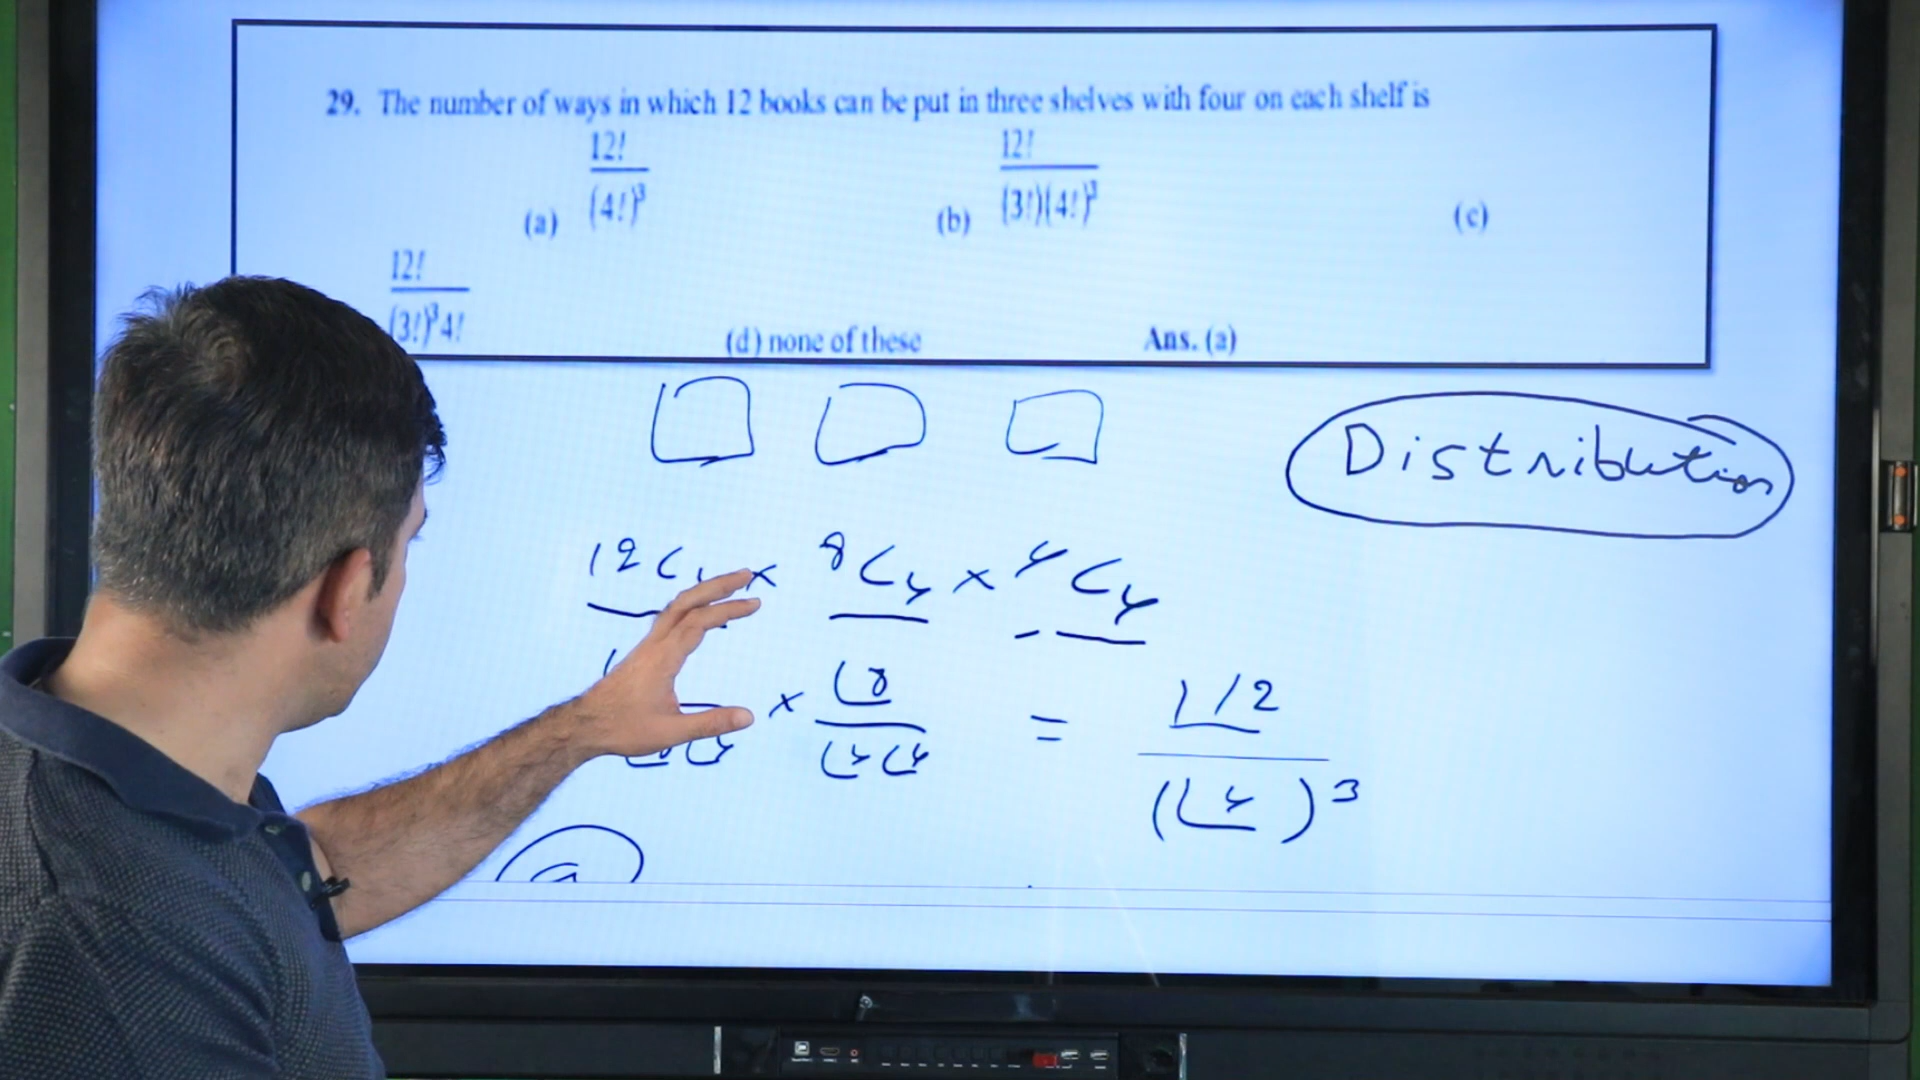 29. The number of ways in which 12 books can be put in three shelves with four on each shelf is
(a) 12! / (4!)³ (b) 12! / (3!)(4!)³ (c)
12! / (3!)³4! (d) none of these Ans. (a)
Distribution
12C × 8C4 × 4C4
× ⌊8 / ⌊4 ⌊4 = ⌊12 / (⌊4)³
a